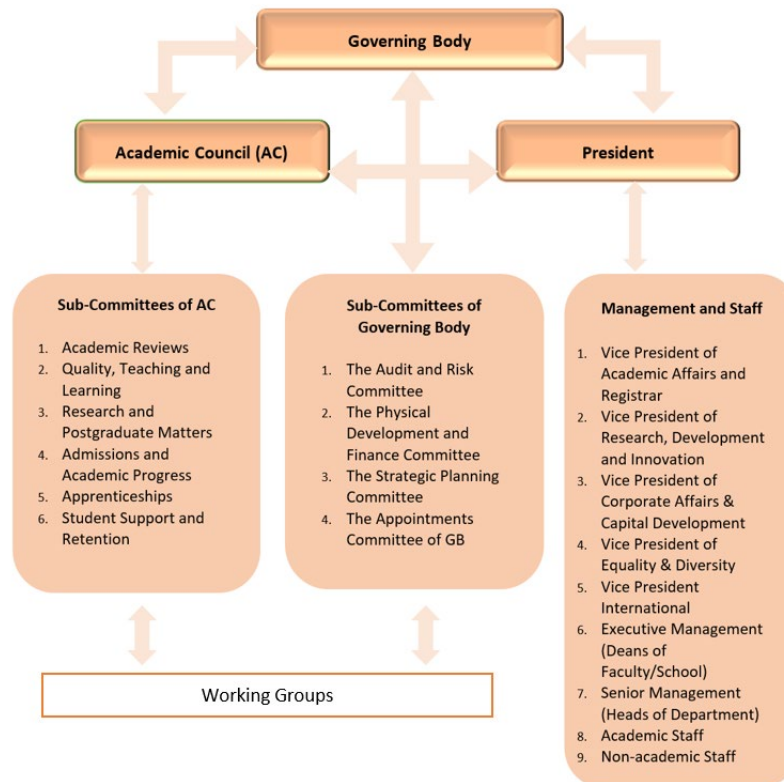 Governing Body
Academic Council (AC)
President
Sub-Committees of AC
1. Academic Reviews
2. Quality, Teaching and
Learning
3. Research and
Postgraduate Matters
4. Admissions and
Academic Progress
5. Apprenticeships
6. Student Support and
Retention
Sub-Committees of
Governing Body
1. The Audit and Risk
Committee
2. The Physical
Development and
Finance Committee
3. The Strategic Planning
Committee
4. The Appointments
Committee of GB
Management and Staff
1. Vice President of
Academic Affairs and
Registrar
2. Vice President of
Research, Development
and Innovation
3. Vice President of
Corporate Affairs &
Capital Development
4. Vice President of
Equality & Diversity
5. Vice President
International
6. Executive Management
(Deans of
Faculty/School)
7. Senior Management
(Heads of Department)
8. Academic Staff
9. Non-academic Staff
Working Groups